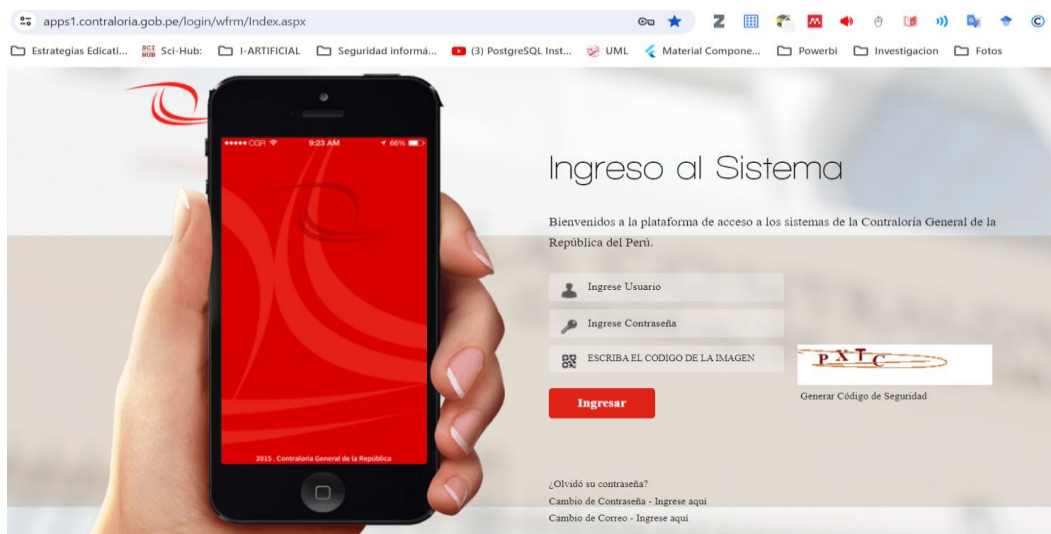 apps1.contraloria.gob.pe/login/wfrm/Index.aspx
Estrategias Edicati... SCI HUB Sci-Hub: I-ARTIFICIAL Seguridad informá... (3) PostgreSQL Inst... UML Material Compone... Powerbi Investigacion Fotos
CGR 9:23 AM 66%
2015 . Contraloría General de la República
Ingreso al Sistema
Bienvenidos a la plataforma de acceso a los sistemas de la Contraloría General de la
República del Perú.
Ingrese Usuario
Ingrese Contraseña
ESCRIBA EL CODIGO DE LA IMAGEN
PXTC
Generar Código de Seguridad
Ingresar
¿Olvidó su contraseña?
Cambio de Contraseña - Ingrese aquí
Cambio de Correo - Ingrese aquí